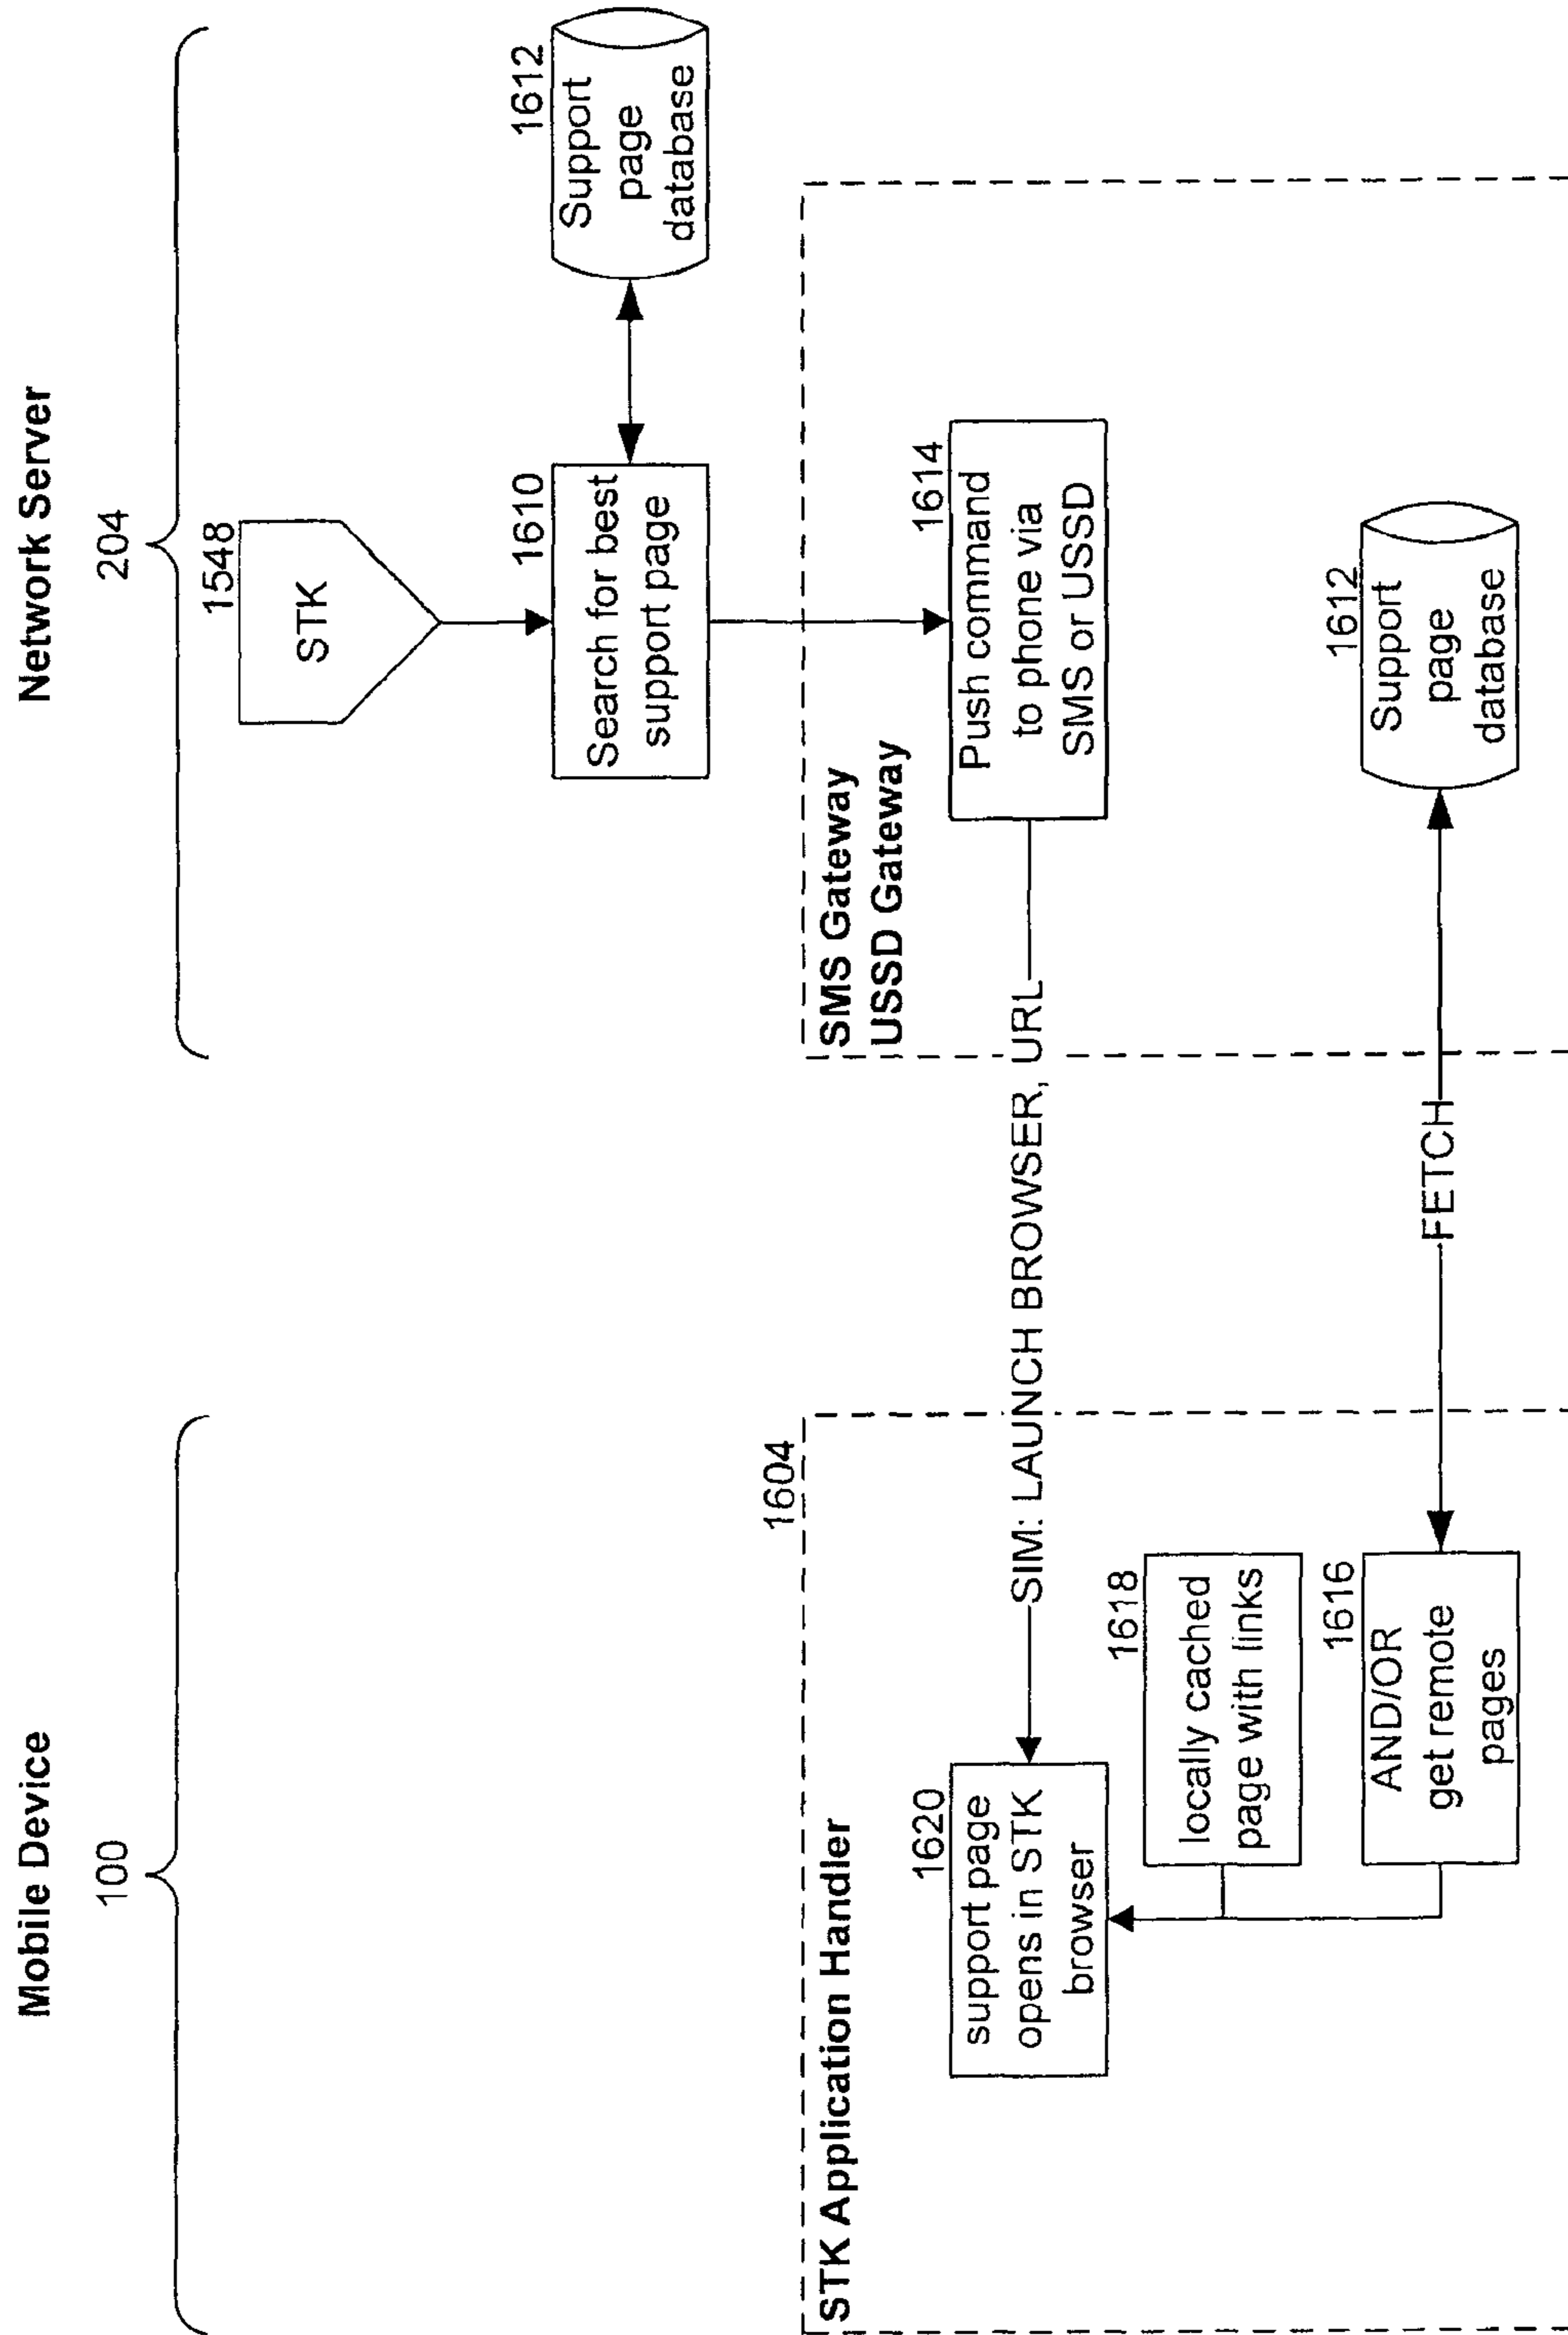 Mobile Device
100
Network Server
204
1548
STK
1610
Search for best
support page
1612
Support
page
database
1604
STK Application Handler
SMS Gateway
USSD Gateway
1620
support page
opens in STK
browser
SIM: LAUNCH BROWSER, URL
1614
Push command
to phone via
SMS or USSD
1618
locally cached
page with links
1616
AND/OR
get remote
pages
FETCH
1612
Support
page
database